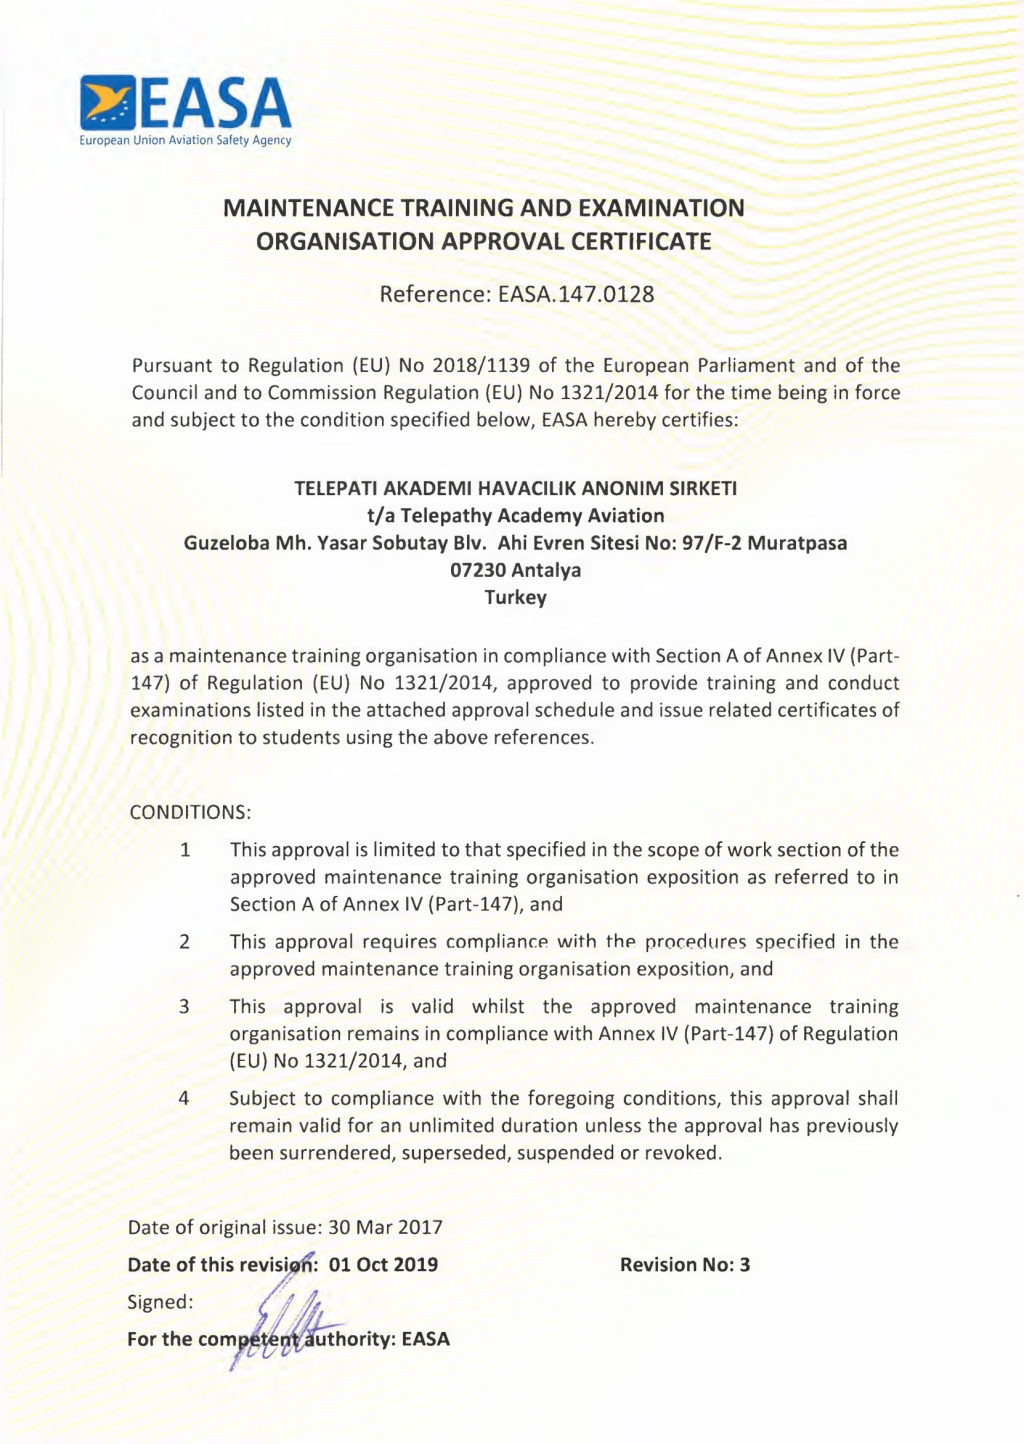 EASA
European Union Aviation Safety Agency
MAINTENANCE TRAINING AND EXAMINATION
ORGANISATION APPROVAL CERTIFICATE
Reference: EASA.147.0128
Pursuant to Regulation (EU) No 2018/1139 of the European Parliament and of the
Council and to Commission Regulation (EU) No 1321/2014 for the time being in force
and subject to the condition specified below, EASA hereby certifies:
TELEPATI AKADEMI HAVACILIK ANONIM SIRKETI
t/a Telepathy Academy Aviation
Guzeloba Mh. Yasar Sobutay Blv. Ahi Evren Sitesi No: 97/F-2 Muratpasa
07230 Antalya
Turkey
as a maintenance training organisation in compliance with Section A of Annex IV (Part-
147) of Regulation (EU) No 1321/2014, approved to provide training and conduct
examinations listed in the attached approval schedule and issue related certificates of
recognition to students using the above references.
CONDITIONS:
1 This approval is limited to that specified in the scope of work section of the
approved maintenance training organisation exposition as referred to in
Section A of Annex IV (Part-147), and
2 This approval requires compliance with the procedures specified in the
approved maintenance training organisation exposition, and
3 This approval is valid whilst the approved maintenance training
organisation remains in compliance with Annex IV (Part-147) of Regulation
(EU) No 1321/2014, and
4 Subject to compliance with the foregoing conditions, this approval shall
remain valid for an unlimited duration unless the approval has previously
been surrendered, superseded, suspended or revoked.
Date of original issue: 30 Mar 2017
Date of this revision: 01 Oct 2019 Revision No: 3
Signed:
For the competent authority: EASA